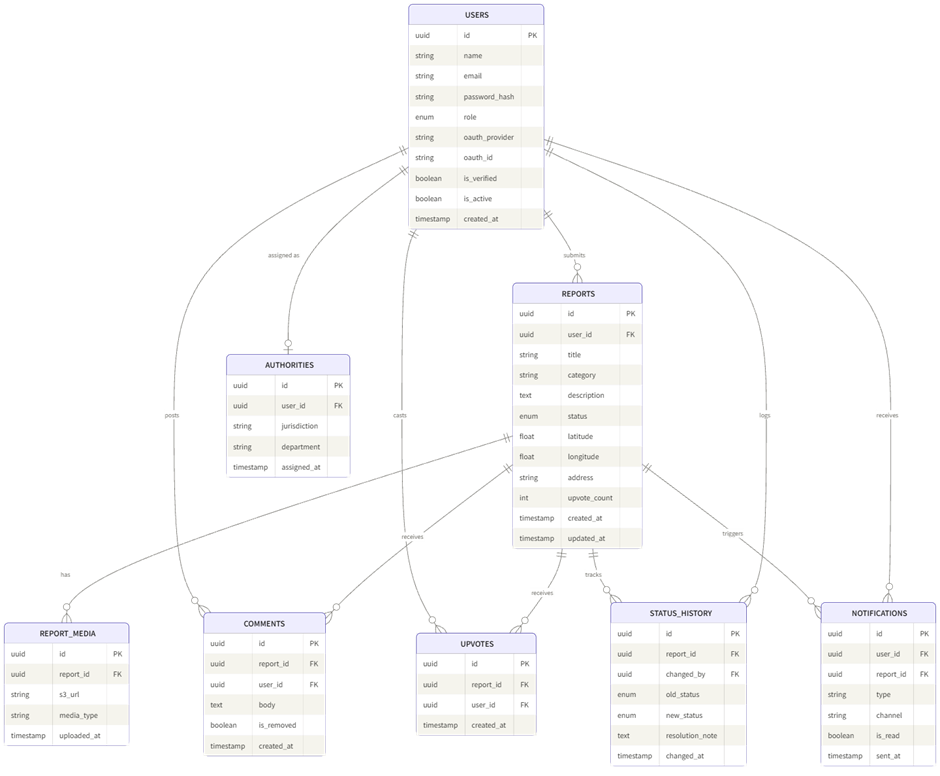 USERS
uuid id PK
string name
string email
string password_hash
enum role
string oauth_provider
string oauth_id
boolean is_verified
boolean is_active
timestamp created_at
assigned as
submits
REPORTS
uuid id PK
uuid user_id FK
string title
string category
text description
enum status
float latitude
float longitude
string address
int upvote_count
timestamp created_at
timestamp updated_at
AUTHORITIES
uuid id PK
uuid user_id FK
string jurisdiction
string department
timestamp assigned_at
posts
casts
logs
receives
receives
triggers
has
tracks
receives
REPORT_MEDIA
uuid id PK
uuid report_id FK
string s3_url
string media_type
timestamp uploaded_at
COMMENTS
uuid id PK
uuid report_id FK
uuid user_id FK
text body
boolean is_removed
timestamp created_at
UPVOTES
uuid id PK
uuid report_id FK
uuid user_id FK
timestamp created_at
STATUS_HISTORY
uuid id PK
uuid report_id FK
uuid changed_by FK
enum old_status
enum new_status
text resolution_note
timestamp changed_at
NOTIFICATIONS
uuid id PK
uuid user_id FK
uuid report_id FK
string type
string channel
boolean is_read
timestamp sent_at